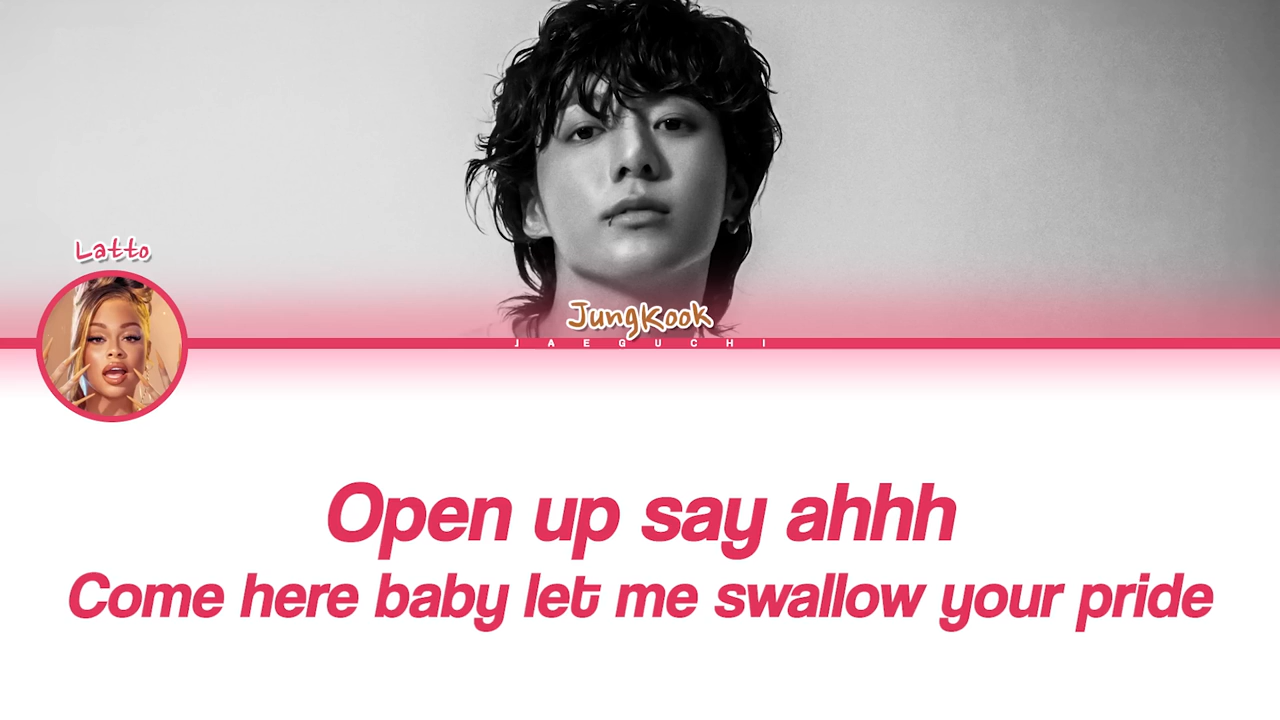 Latto
JungKook
JAEGUCHI
Open up say ahhh
Come here baby let me swallow your pride